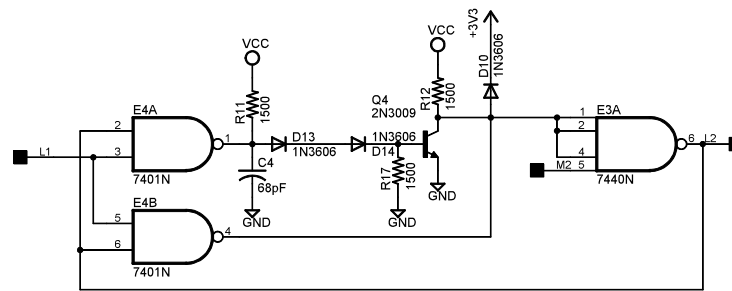 VCC
VCC
+3V3
D10
1N3606
E4A
2
3
1
7401N
L1
R11
1500
D13
1N3606
C4
68pF
GND
1N3606
D14
R17
1500
GND
Q4
2N3009
R12
1500
GND
E3A
1
2
4
5
M2
6
L2
7440N
E4B
5
6
4
7401N